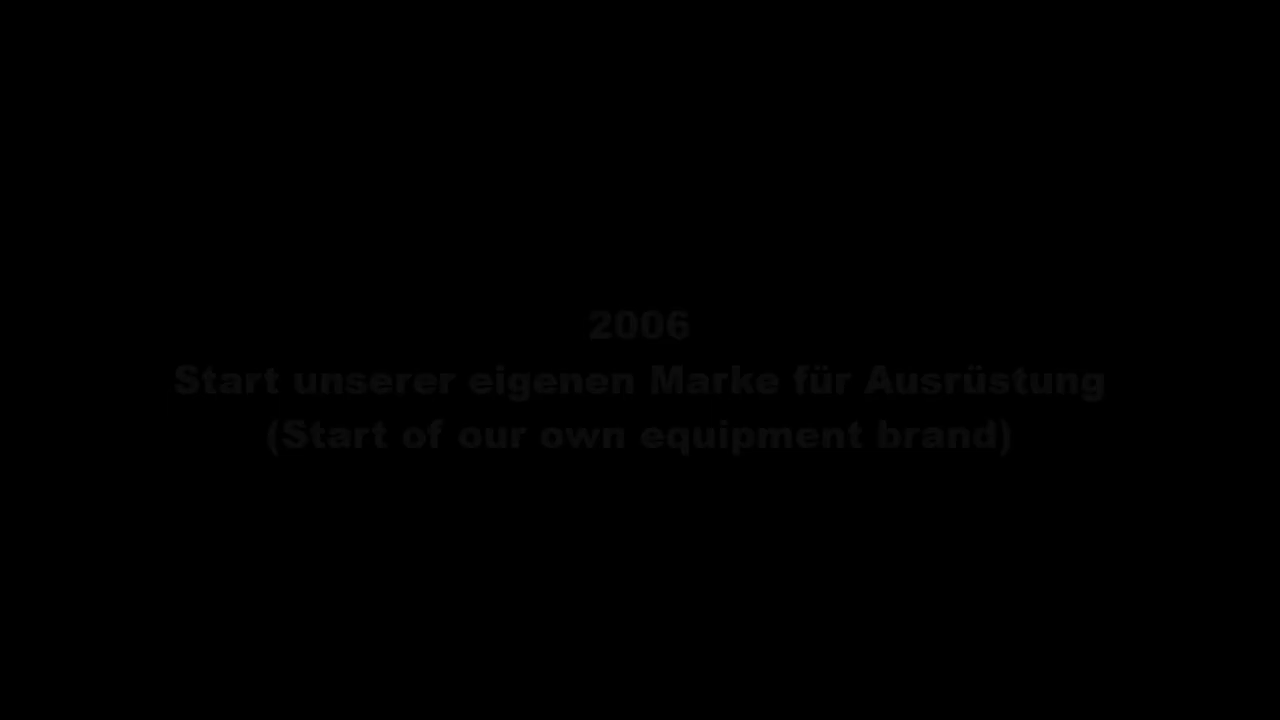 2006
Start unserer eigenen Marke für Ausrüstung
(Start of our own equipment brand)